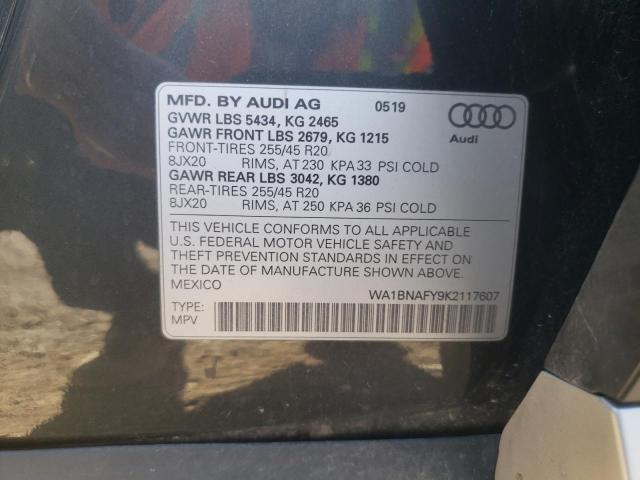 MFD. BY AUDI AG 0519
GVWR LBS 5434, KG 2465
GAWR FRONT LBS 2679, KG 1215
FRONT-TIRES 255/45 R20
8JX20 RIMS, AT 230 KPA 33 PSI COLD
GAWR REAR LBS 3042, KG 1380
REAR-TIRES 255/45 R20
8JX20 RIMS, AT 250 KPA 36 PSI COLD
Audi
THIS VEHICLE CONFORMS TO ALL APPLICABLE
U.S. FEDERAL MOTOR VEHICLE SAFETY AND
THEFT PREVENTION STANDARDS IN EFFECT ON
THE DATE OF MANUFACTURE SHOWN ABOVE.
MEXICO
WA1BNAFY9K2117607
TYPE:
MPV